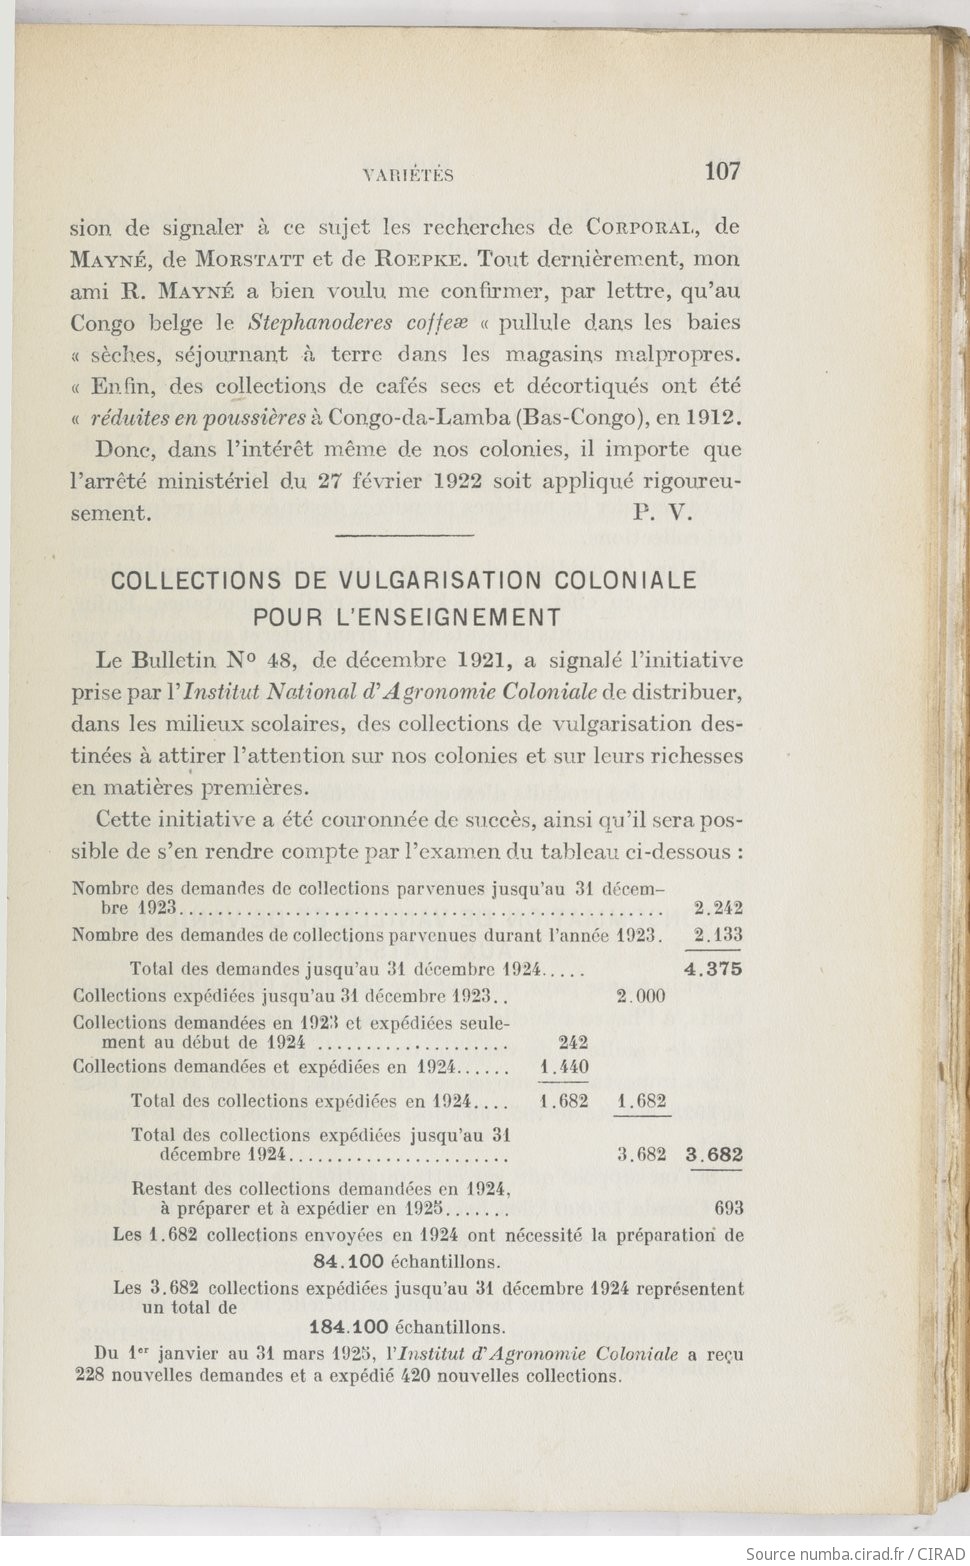 VARIÉTÉS 107
sion de signaler à ce sujet les recherches de CORPORAL, de
MAYNÉ, de MORSTATT et de ROEPKE. Tout dernièrement, mon
ami R. MAYNÉ a bien voulu me confirmer, par lettre, qu'au
Congo belge le Stephanoderes coffeæ « pullule dans les baies
« sèches, séjournant à terre dans les magasins malpropres.
« Enfin, des collections de cafés secs et décortiqués ont été
« réduites en poussières à Congo-da-Lamba (Bas-Congo), en 1912.
Donc, dans l'intérêt même de nos colonies, il importe que
l'arrêté ministériel du 27 février 1922 soit appliqué rigoureu-
sement. P. V.
COLLECTIONS DE VULGARISATION COLONIALE
POUR L'ENSEIGNEMENT
Le Bulletin No 48, de décembre 1921, a signalé l'initiative
prise par l'Institut National d'Agronomie Coloniale de distribuer,
dans les milieux scolaires, des collections de vulgarisation des-
tinées à attirer l'attention sur nos colonies et sur leurs richesses
en matières premières.
Cette initiative a été couronnée de succès, ainsi qu'il sera pos-
sible de s'en rendre compte par l'examen du tableau ci-dessous :
Nombre des demandes de collections parvenues jusqu'au 31 décem-
bre 1923.................................................. 2.242
Nombre des demandes de collections parvenues durant l'année 1923. 2.133
Total des demandes jusqu'au 31 décembre 1924..... 4.375
Collections expédiées jusqu'au 31 décembre 1923.. 2.000
Collections demandées en 1923 et expédiées seule-
ment au début de 1924 .................... 242
Collections demandées et expédiées en 1924...... 1.440
Total des collections expédiées en 1924.... 1.682 1.682
Total des collections expédiées jusqu'au 31
décembre 1924....................... 3.682 3.682
Restant des collections demandées en 1924,
à préparer et à expédier en 1925....... 693
Les 1.682 collections envoyées en 1924 ont nécessité la préparation de
84.100 échantillons.
Les 3.682 collections expédiées jusqu'au 31 décembre 1924 représentent
un total de
184.100 échantillons.
Du 1er janvier au 31 mars 1925, l'Institut d'Agronomie Coloniale a reçu
228 nouvelles demandes et a expédié 420 nouvelles collections.
Source numba.cirad.fr / CIRAD